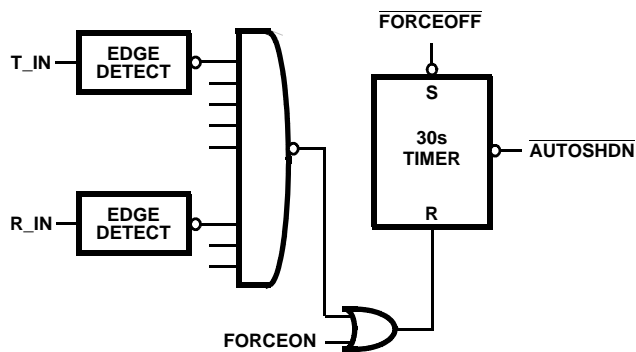 FORCEOFF
T_IN
EDGE
DETECT
S
30s
TIMER
AUTOSHDN
R
R_IN
EDGE
DETECT
FORCEON